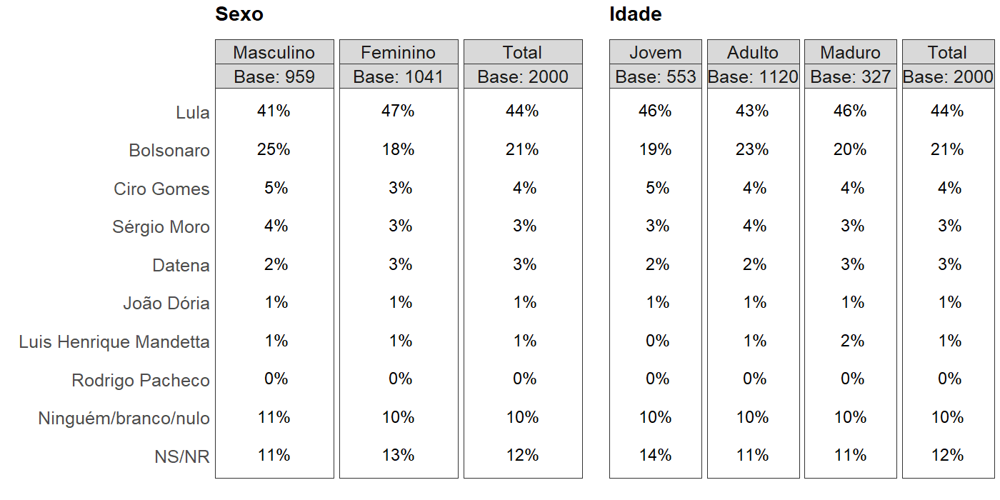 Sexo Idade
Masculino Feminino Total Jovem Adulto Maduro Total
Base: 959 Base: 1041 Base: 2000 Base: 553 Base: 1120 Base: 327 Base: 2000
Lula 41% 47% 44% 46% 43% 46% 44%
Bolsonaro 25% 18% 21% 19% 23% 20% 21%
Ciro Gomes 5% 3% 4% 5% 4% 4% 4%
Sérgio Moro 4% 3% 3% 3% 4% 3% 3%
Datena 2% 3% 3% 2% 2% 3% 3%
João Dória 1% 1% 1% 1% 1% 1% 1%
Luis Henrique Mandetta 1% 1% 1% 0% 1% 2% 1%
Rodrigo Pacheco 0% 0% 0% 0% 0% 0% 0%
Ninguém/branco/nulo 11% 10% 10% 10% 10% 10% 10%
NS/NR 11% 13% 12% 14% 11% 11% 12%